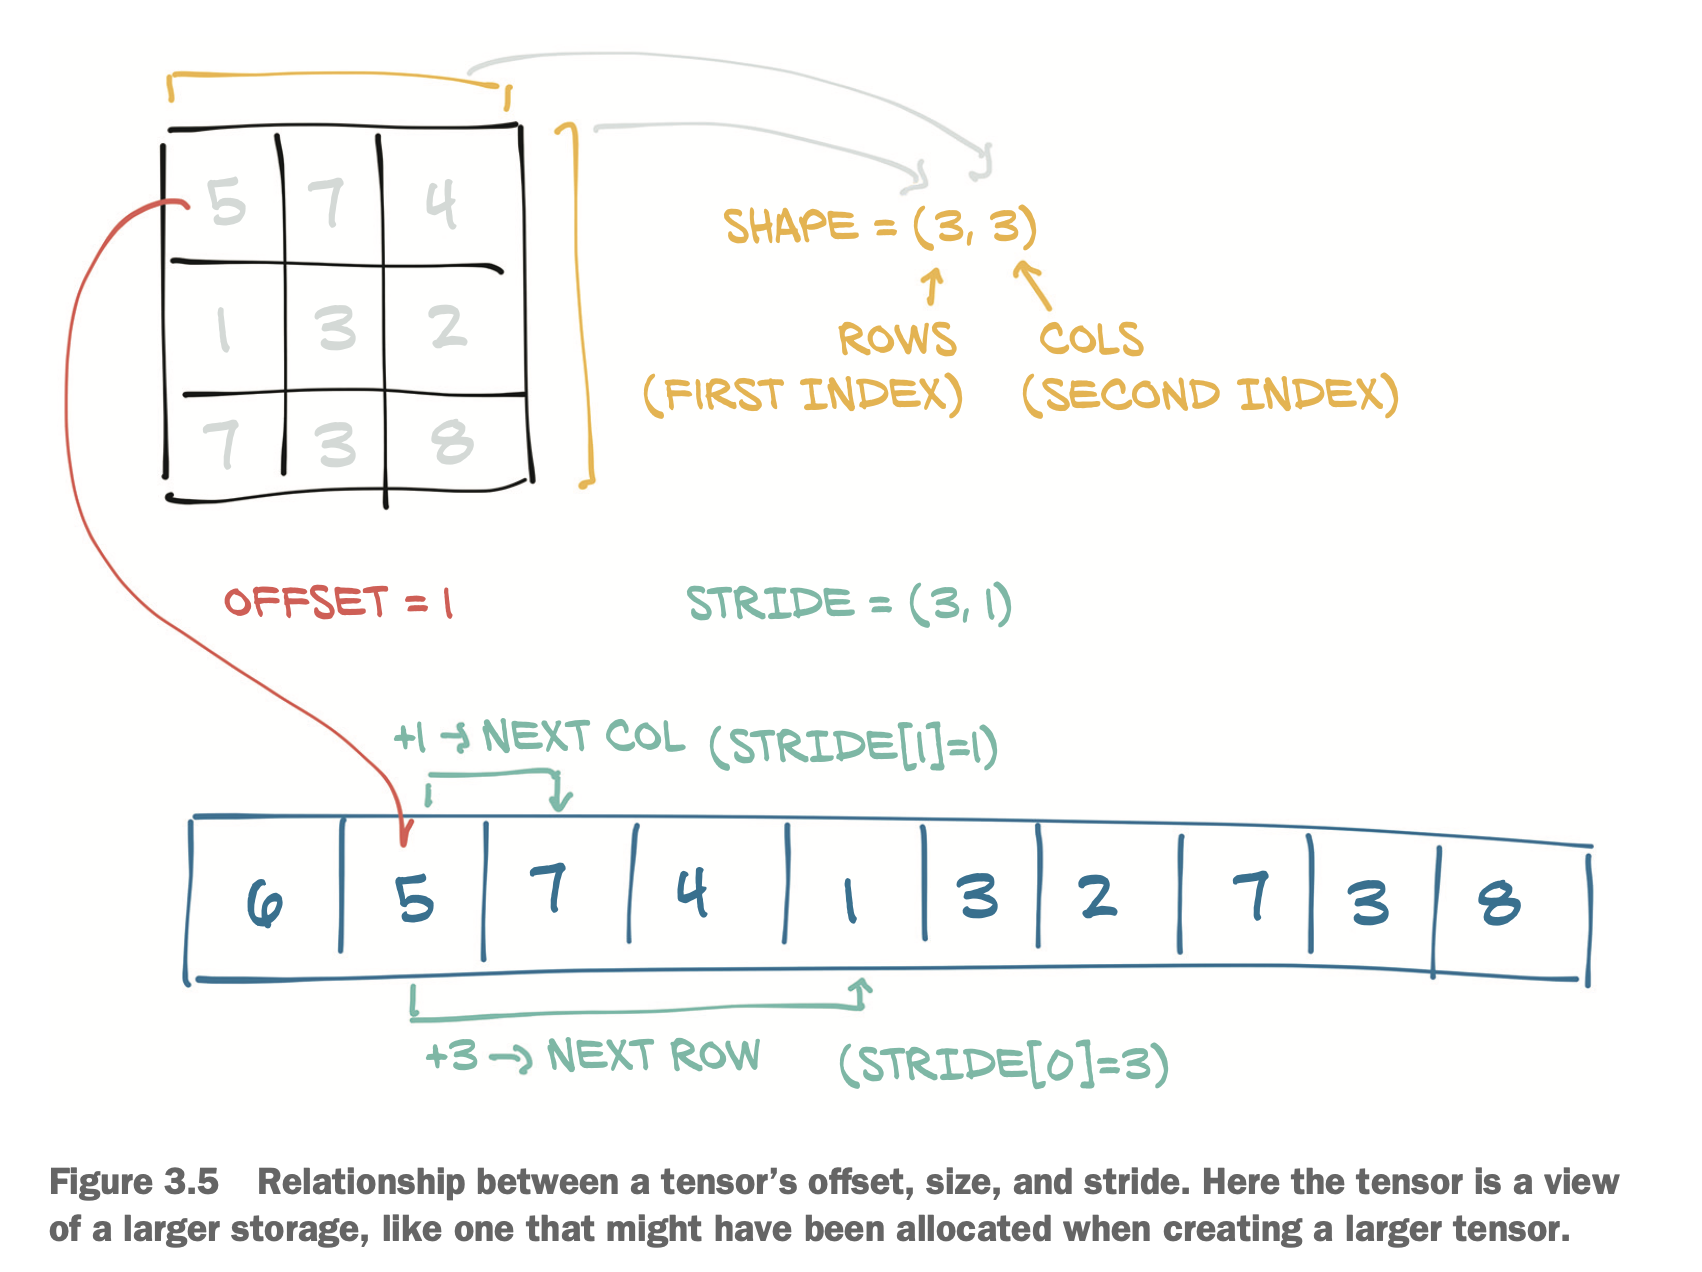 5 7 4
SHAPE = (3, 3)
1 3 2
ROWS COLS
(FIRST INDEX) (SECOND INDEX)
7 3 8
OFFSET = 1 STRIDE = (3, 1)
+1 → NEXT COL (STRIDE[1]=1)
6 5 7 4 1 3 2 7 3 8
+3 → NEXT ROW (STRIDE[0]=3)
Figure 3.5 Relationship between a tensor’s offset, size, and stride. Here the tensor is a view
of a larger storage, like one that might have been allocated when creating a larger tensor.